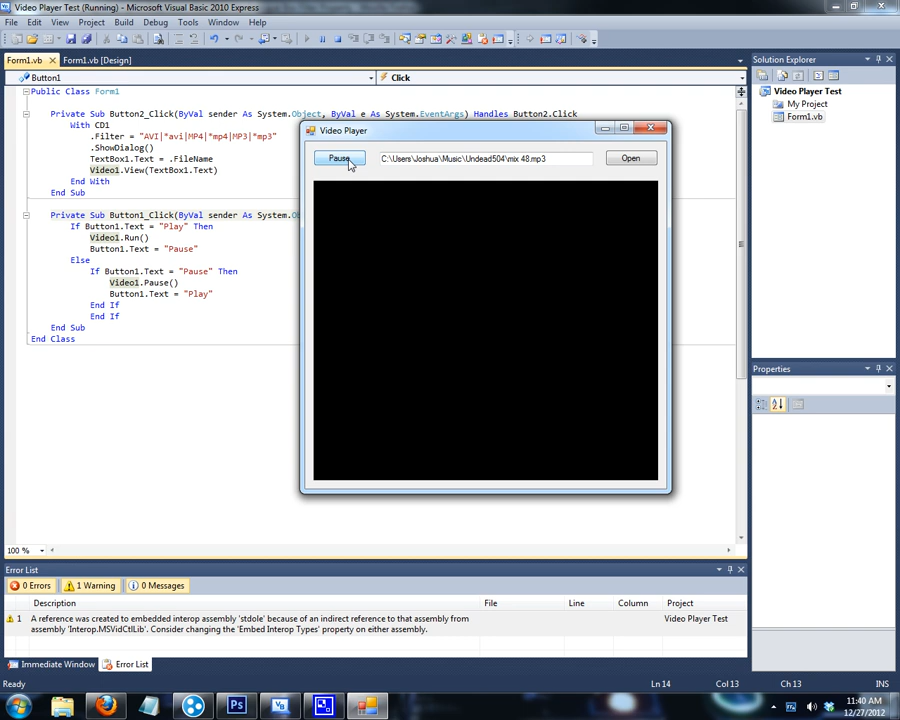 Video Player Test (Running) - Microsoft Visual Basic 2010 Express
File Edit View Project Build Debug Tools Window Help
Form1.vb Form1.vb [Design]
Button1 Click
Public Class Form1
Private Sub Button2_Click(ByVal sender As System.Object, ByVal e As System.EventArgs) Handles Button2.Click
With CD1
.Filter = "AVI|*avi|MP4|*mp4|MP3|*mp3"
.ShowDialog()
TextBox1.Text = .FileName
Video1.View(TextBox1.Text)
End With
End Sub
Private Sub Button1_Click(ByVal sender As System.Ob
If Button1.Text = "Play" Then
Video1.Run()
Button1.Text = "Pause"
Else
If Button1.Text = "Pause" Then
Video1.Pause()
Button1.Text = "Play"
End If
End If
End Sub
End Class
Video Player
Pause C:\Users\Joshua\Music\Undead504\mix 48.mp3 Open
Solution Explorer
Video Player Test
My Project
Form1.vb
Properties
100 %
Error List
0 Errors 1 Warning 0 Messages
Description File Line Column Project
1 A reference was created to embedded interop assembly 'stdole' because of an indirect reference to that assembly from assembly 'Interop.MSVidCtlLib'. Consider changing the 'Embed Interop Types' property on either assembly. Video Player Test
Immediate Window Error List
Ready Ln 14 Col 13 Ch 13 INS
Ps VB
11:40 AM
12/27/2012